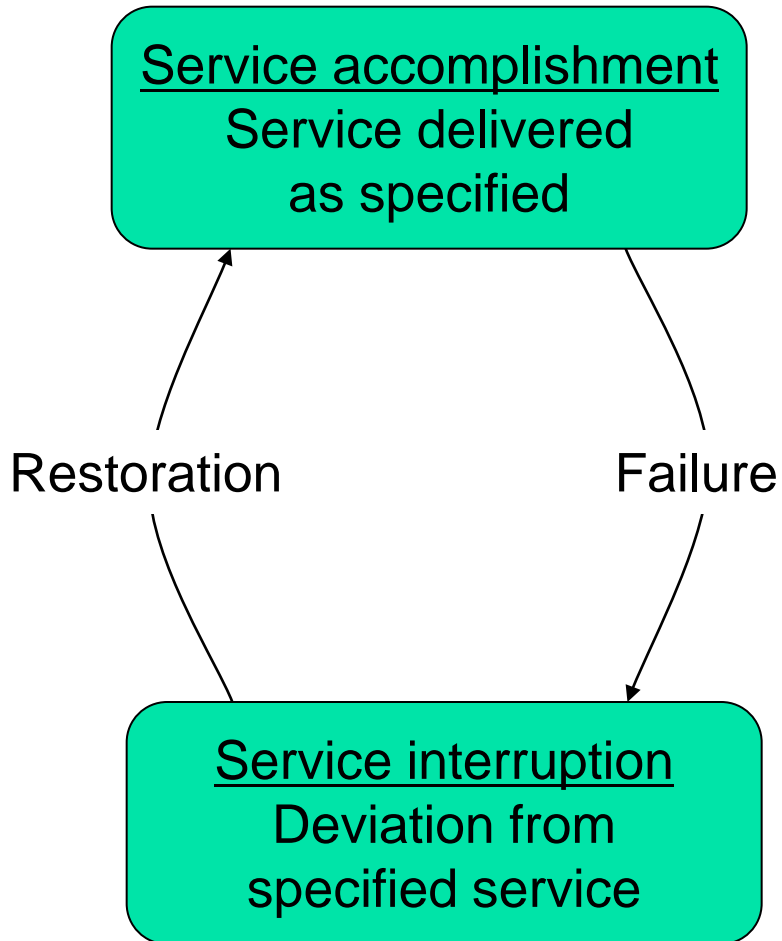 Service accomplishment
Service delivered
as specified
Restoration
Failure
Service interruption
Deviation from
specified service